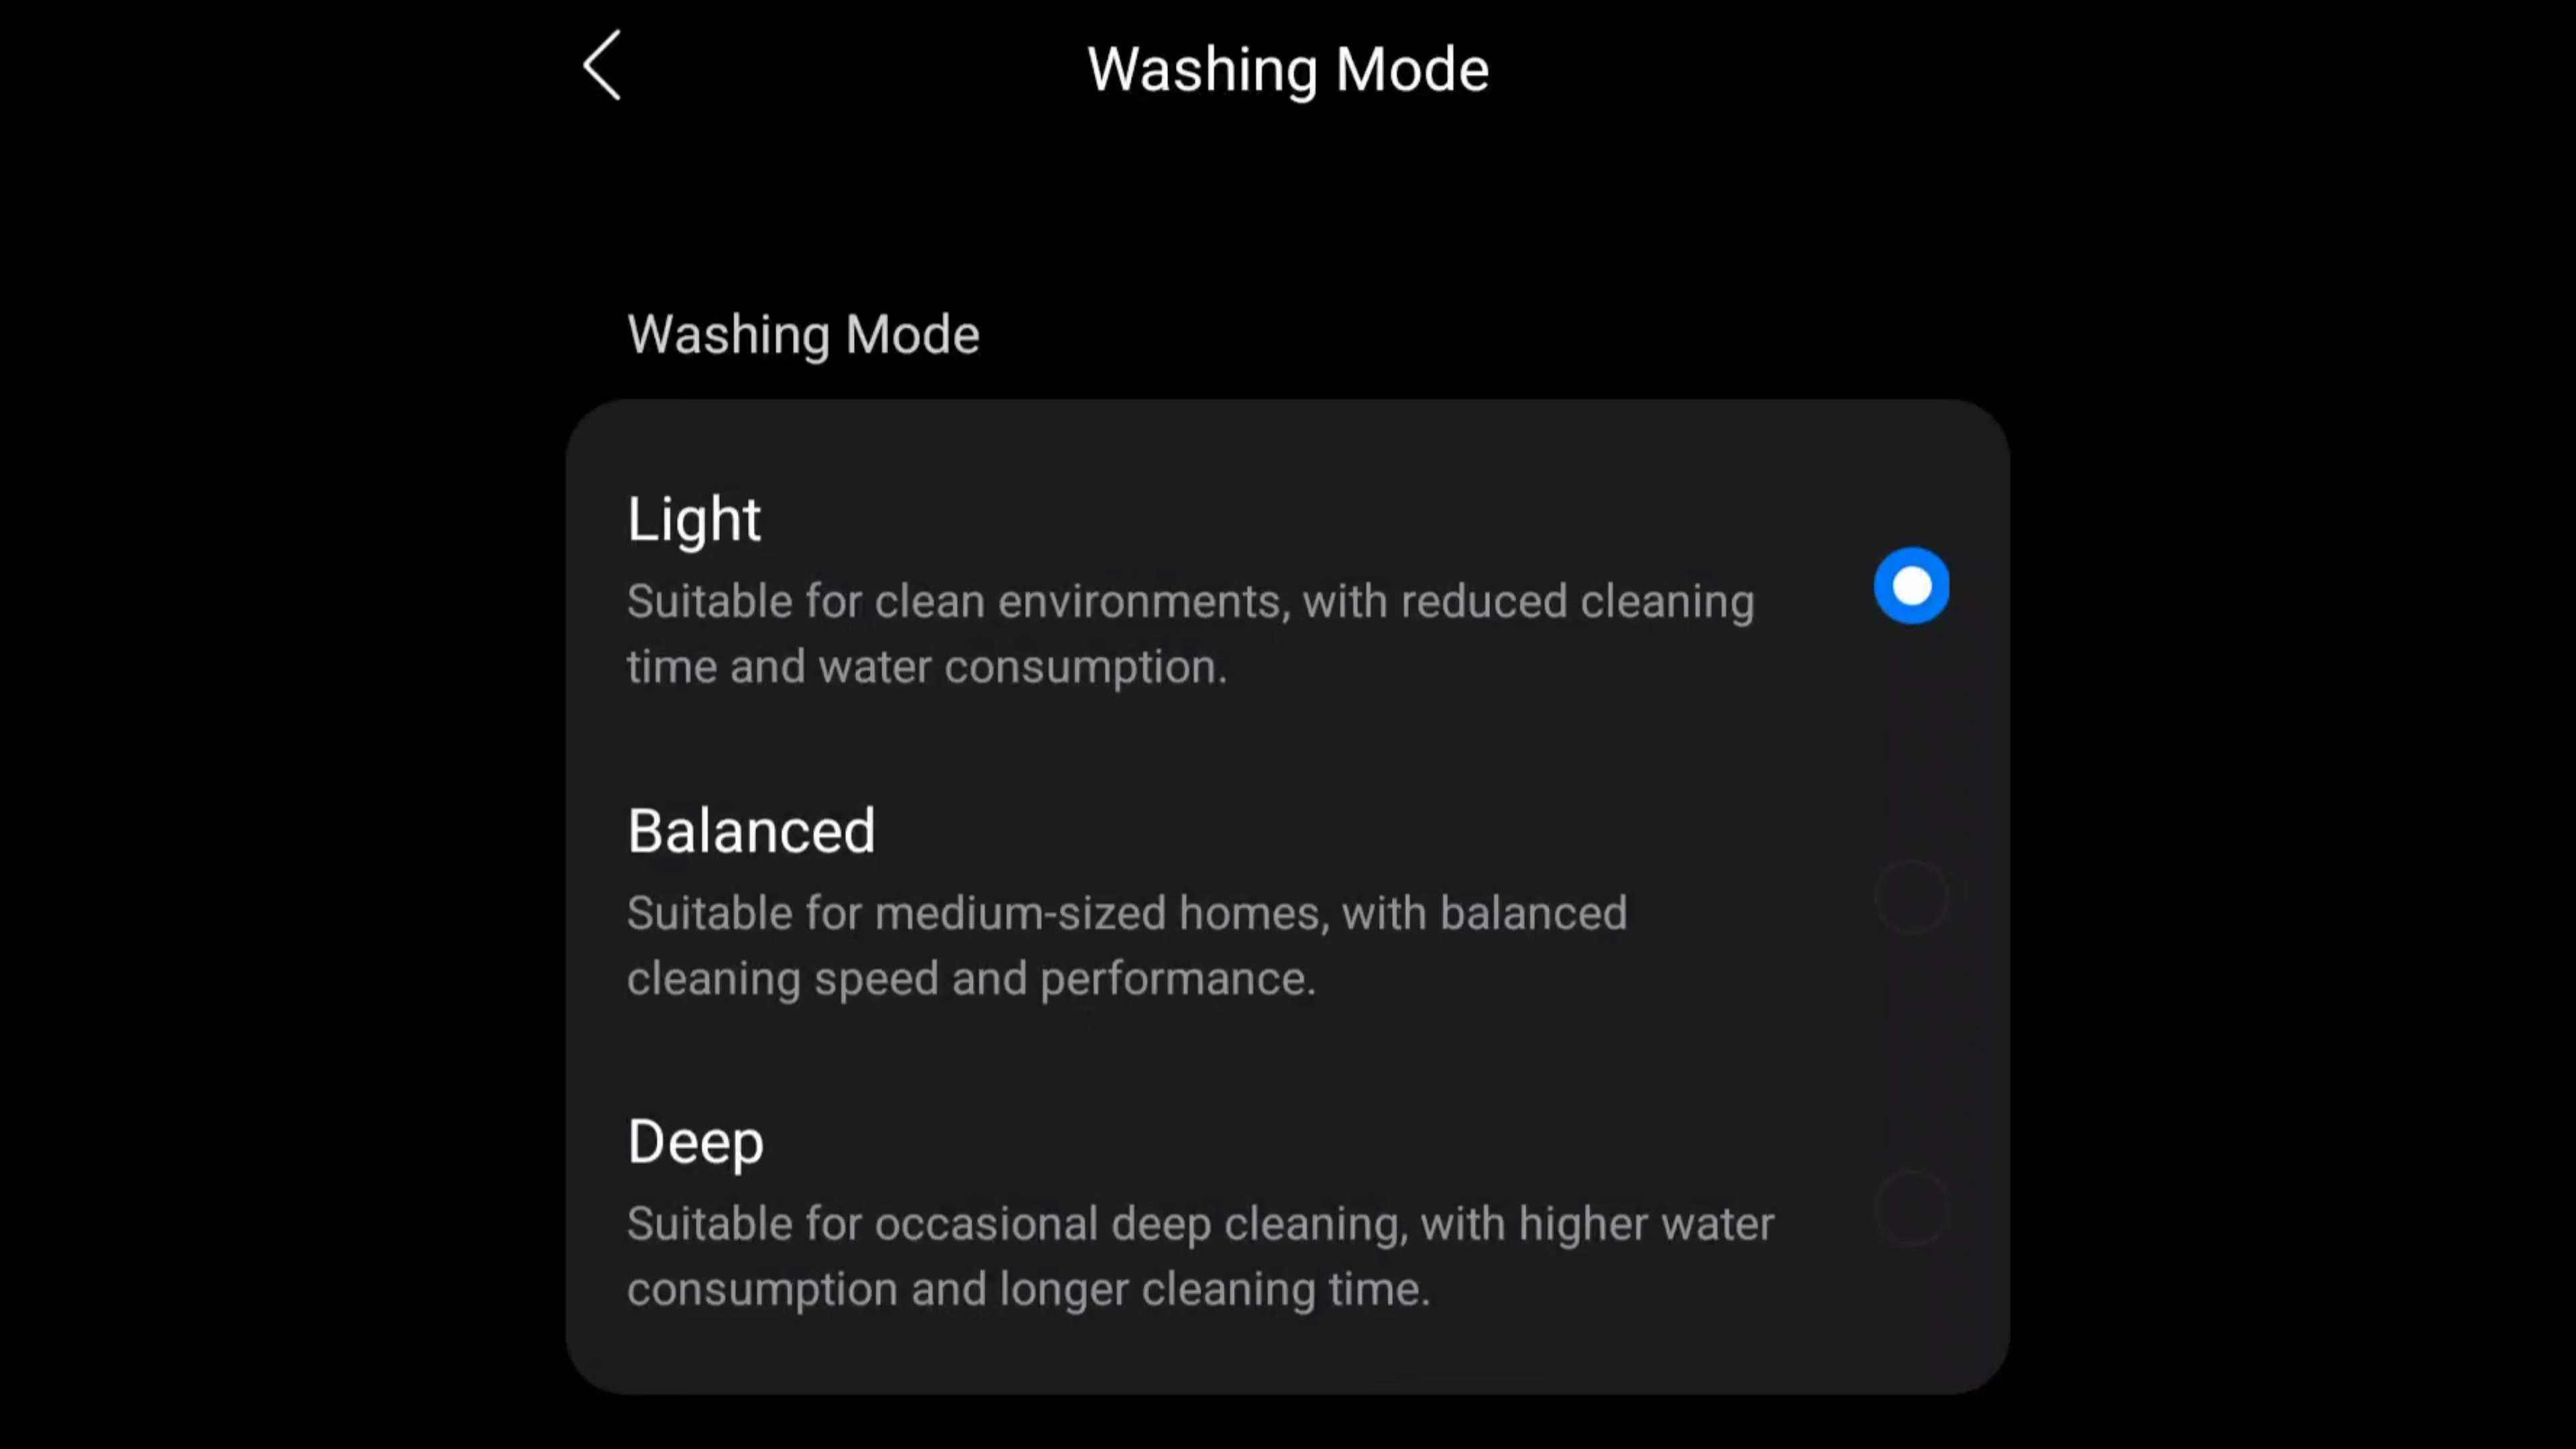 Washing Mode
Washing Mode
Light
Suitable for clean environments, with reduced cleaning
time and water consumption.
Balanced
Suitable for medium-sized homes, with balanced
cleaning speed and performance.
Deep
Suitable for occasional deep cleaning, with higher water
consumption and longer cleaning time.